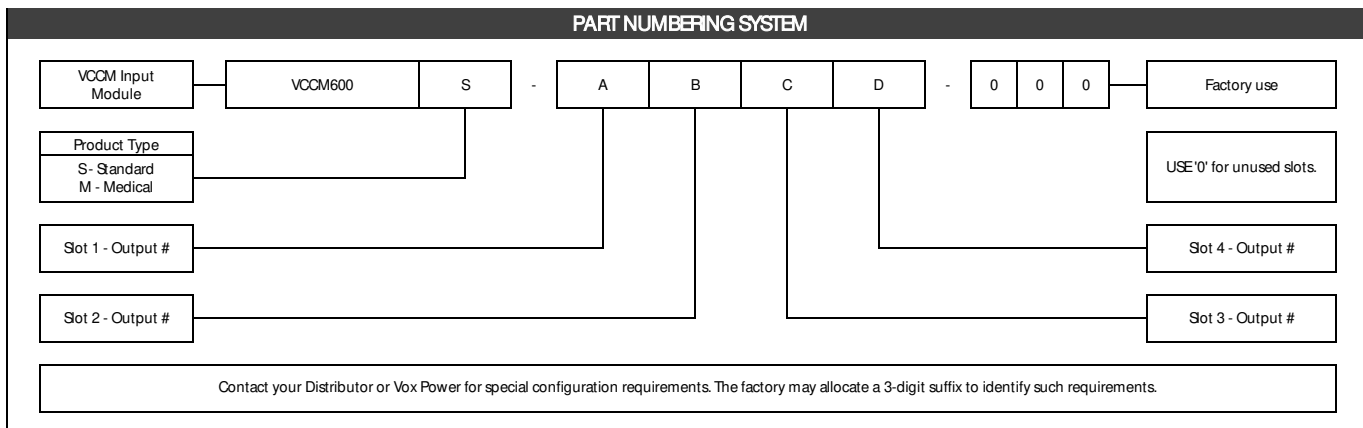 PART NUMBERING SYSTEM
VCCM Input
Module
VCCM600 S - A B C D - 0 0 0
Factory use
Product Type
S - Standard
M - Medical
USE '0' for unused slots.
Slot 1 - Output #
Slot 4 - Output #
Slot 2 - Output #
Slot 3 - Output #
Contact your Distributor or Vox Power for special configuration requirements. The factory may allocate a 3-digit suffix to identify such requirements.